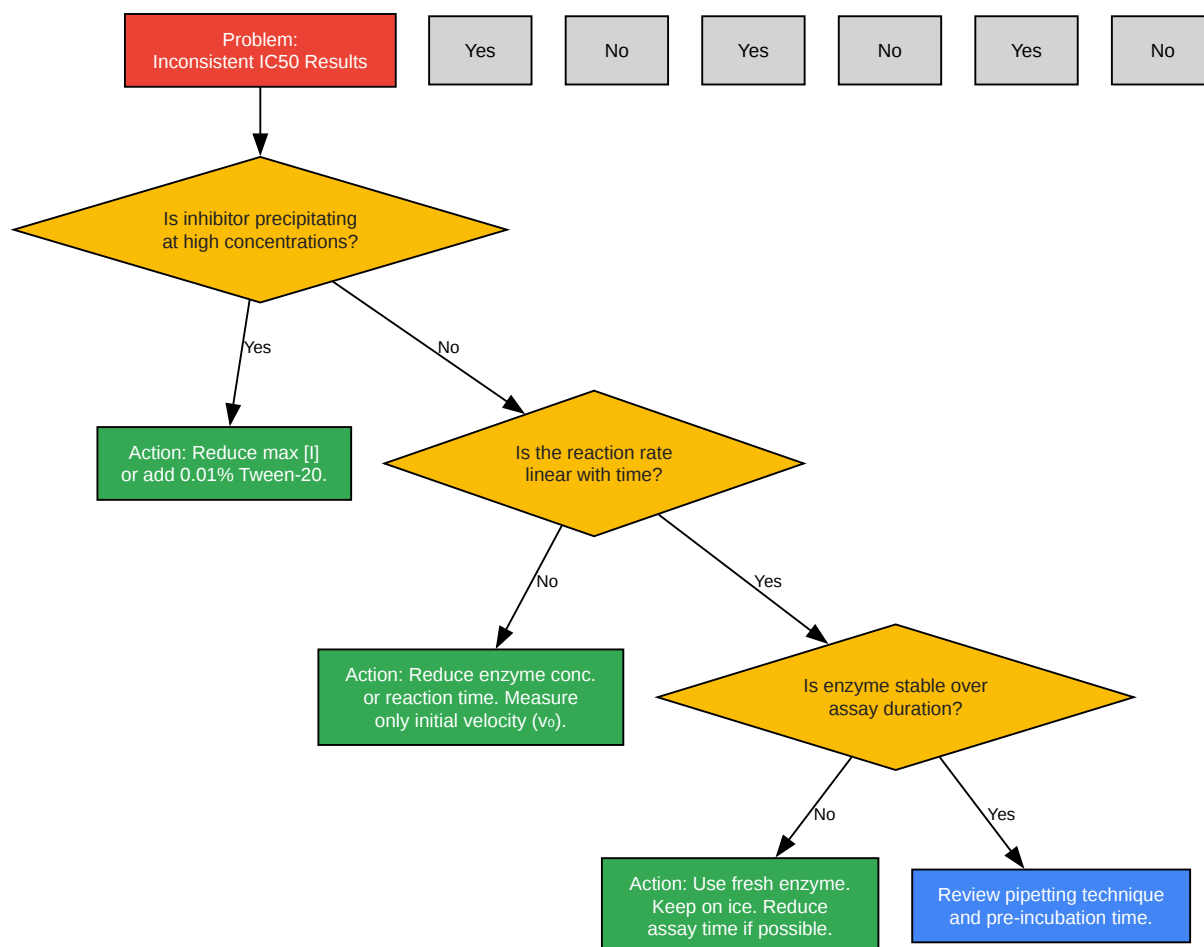 Problem:
Inconsistent IC50 Results
Yes
No
Yes
No
Yes
No
Is inhibitor precipitating
at high concentrations?
Yes
No
Action: Reduce max [I]
or add 0.01% Tween-20.
Is the reaction rate
linear with time?
No
Yes
Action: Reduce enzyme conc.
or reaction time. Measure
only initial velocity (v₀).
Is enzyme stable over
assay duration?
No
Yes
Action: Use fresh enzyme.
Keep on ice. Reduce
assay time if possible.
Review pipetting technique
and pre-incubation time.